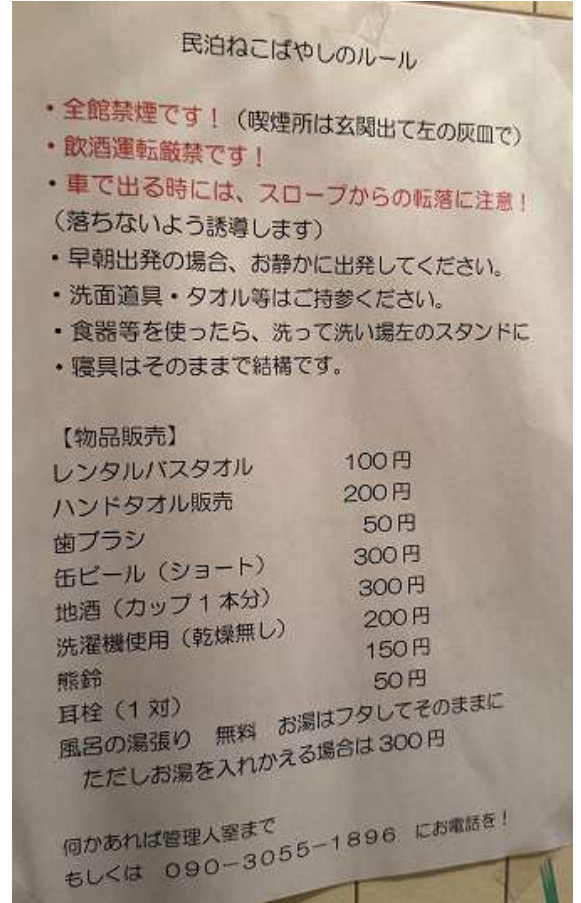 民泊ねこばやしのルール
・全館禁煙です！（喫煙所は玄関出て左の灰皿で）
・飲酒運転厳禁です！
・車で出る時には、スロープからの転落に注意！
（落ちないよう誘導します）
・早朝出発の場合、お静かに出発してください。
・洗面道具・タオル等はご持参ください。
・食器等を使ったら、洗って洗い場左のスタンドに
・寝具はそのままで結構です。
【物品販売】
レンタルバスタオル 100円
ハンドタオル販売 200円
歯ブラシ 50円
缶ビール（ショート） 300円
地酒（カップ1本分） 300円
洗濯機使用（乾燥無し） 200円
熊鈴 150円
耳栓（1対） 50円
風呂の湯張り 無料 お湯はフタしてそのままに
ただしお湯を入れかえる場合は300円
何かあれば管理人室まで
もしくは ０９０－３０５５－１８９６ にお電話を！